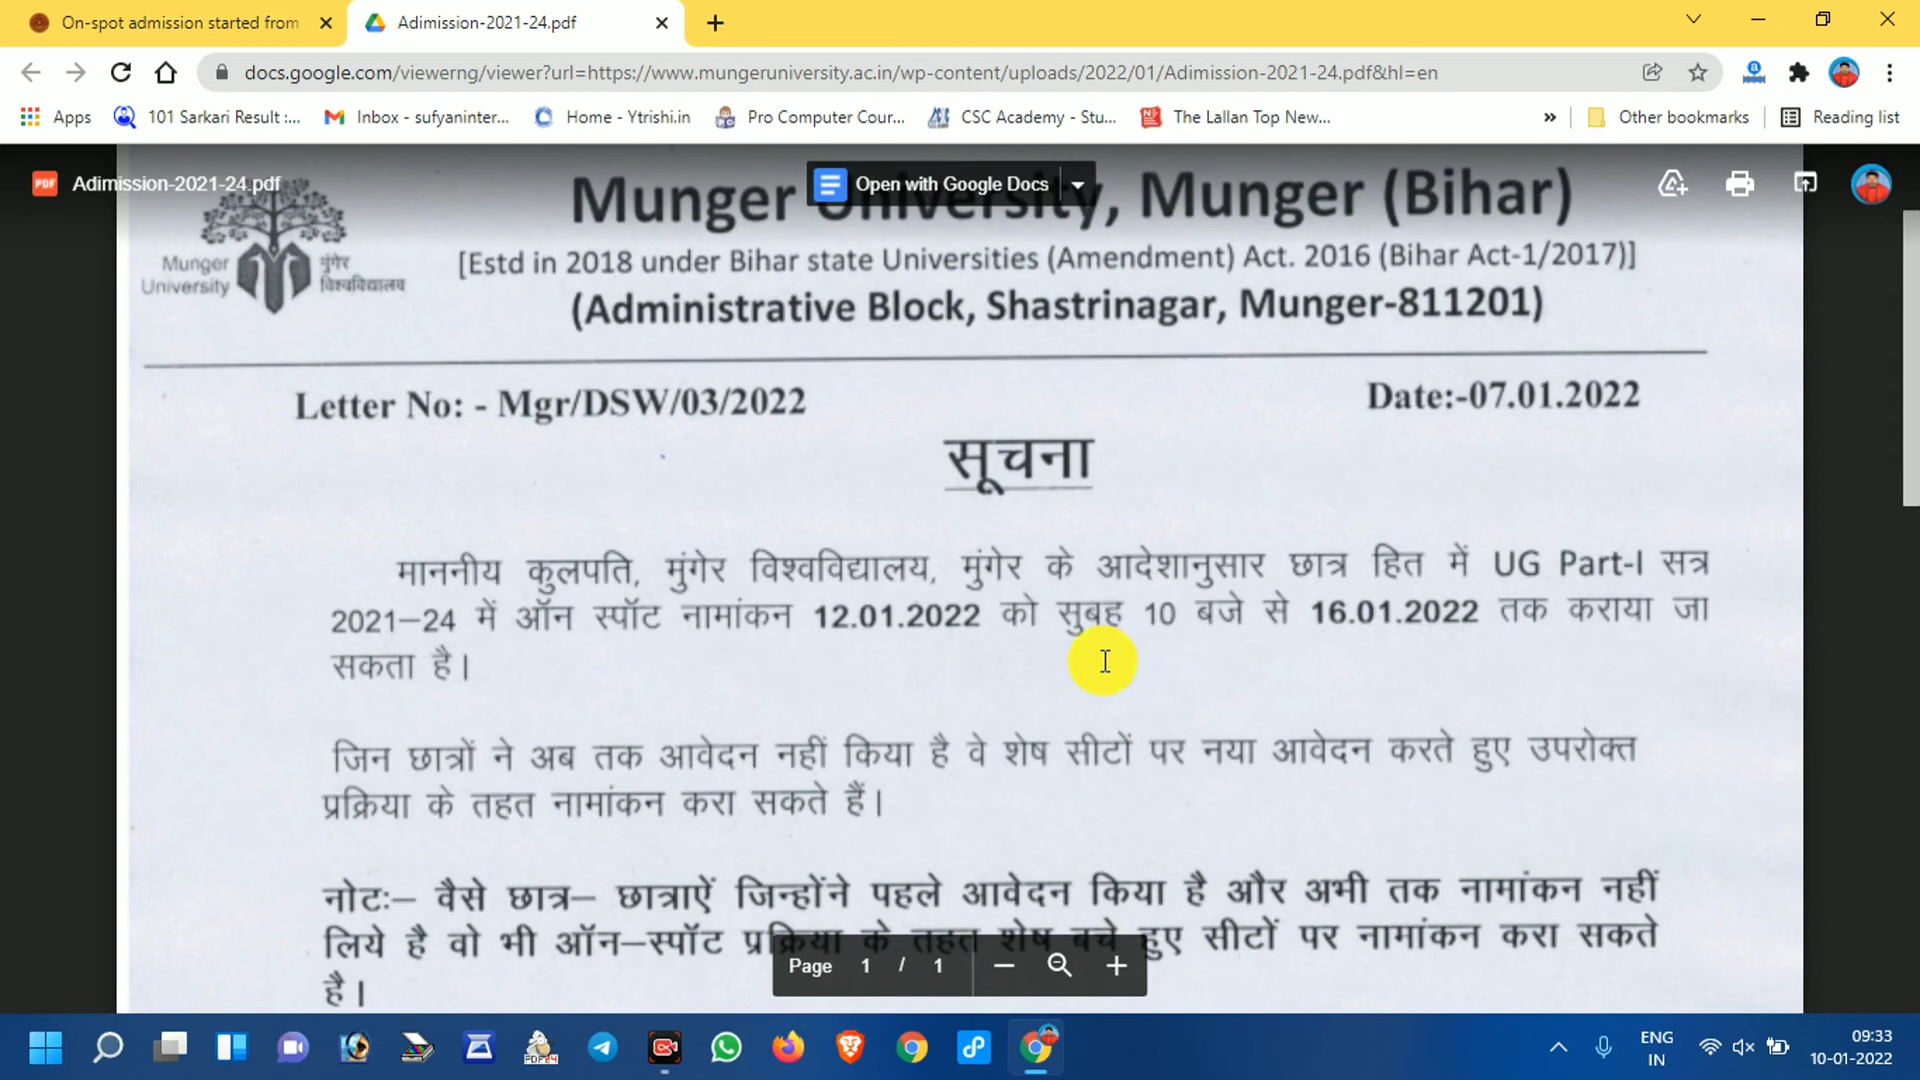 On-spot admission started from
Adimission-2021-24.pdf
docs.google.com/viewerng/viewer?url=https://www.mungeruniversity.ac.in/wp-content/uploads/2022/01/Adimission-2021-24.pdf&hl=en
Apps
101 Sarkari Result :...
Inbox - sufyaninter...
Home - Ytrishi.in
Pro Computer Cour...
CSC Academy - Stu...
The Lallan Top New...
»
Other bookmarks
Reading list
PDF
Adimission-2021-24.pdf
Open with Google Docs
Munger University, Munger (Bihar)
Munger
University
मुंगेर
विश्वविद्यालय
[Estd in 2018 under Bihar state Universities (Amendment) Act. 2016 (Bihar Act-1/2017)]
(Administrative Block, Shastrinagar, Munger-811201)
Letter No: - Mgr/DSW/03/2022
Date:-07.01.2022
सूचना
माननीय कुलपति, मुंगेर विश्वविद्यालय, मुंगेर के आदेशानुसार छात्र हित में UG Part-I सत्र
2021–24 में ऑन स्पॉट नामांकन 12.01.2022 को सुबह 10 बजे से 16.01.2022 तक कराया जा
सकता है।
जिन छात्रों ने अब तक आवेदन नहीं किया है वे शेष सीटों पर नया आवेदन करते हुए उपरोक्त
प्रक्रिया के तहत नामांकन करा सकते हैं।
नोटः– वैसे छात्र– छात्राऐं जिन्होंने पहले आवेदन किया है और अभी तक नामांकन नहीं
लिये है वो भी ऑन–स्पॉट प्रक्रिया के तहत शेष बचे हुए सीटों पर नामांकन करा सकते
है।
Page 1 / 1
PDF24
ENG
IN
09:33
10-01-2022